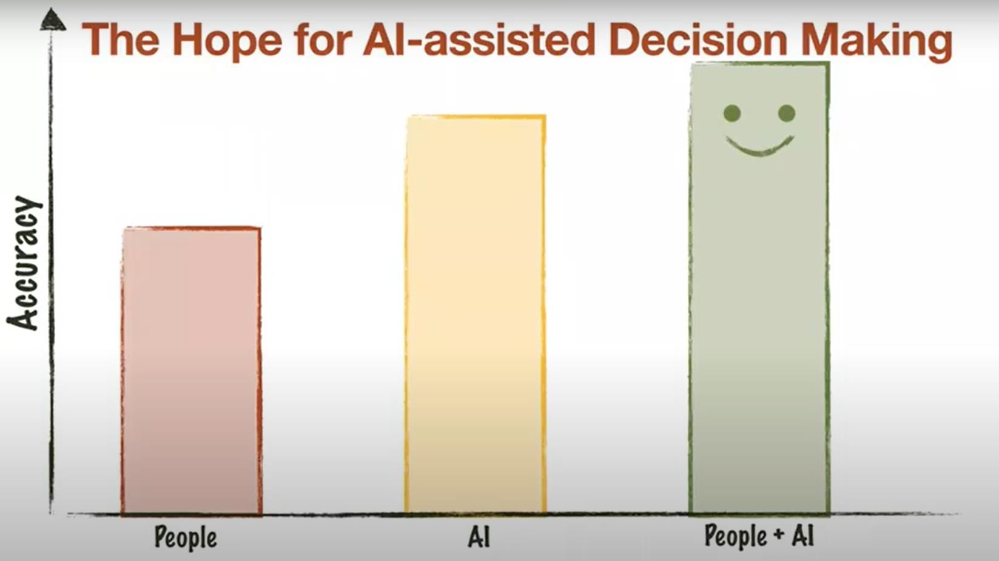 The Hope for AI-assisted Decision Making
Accuracy
People
AI
People + AI